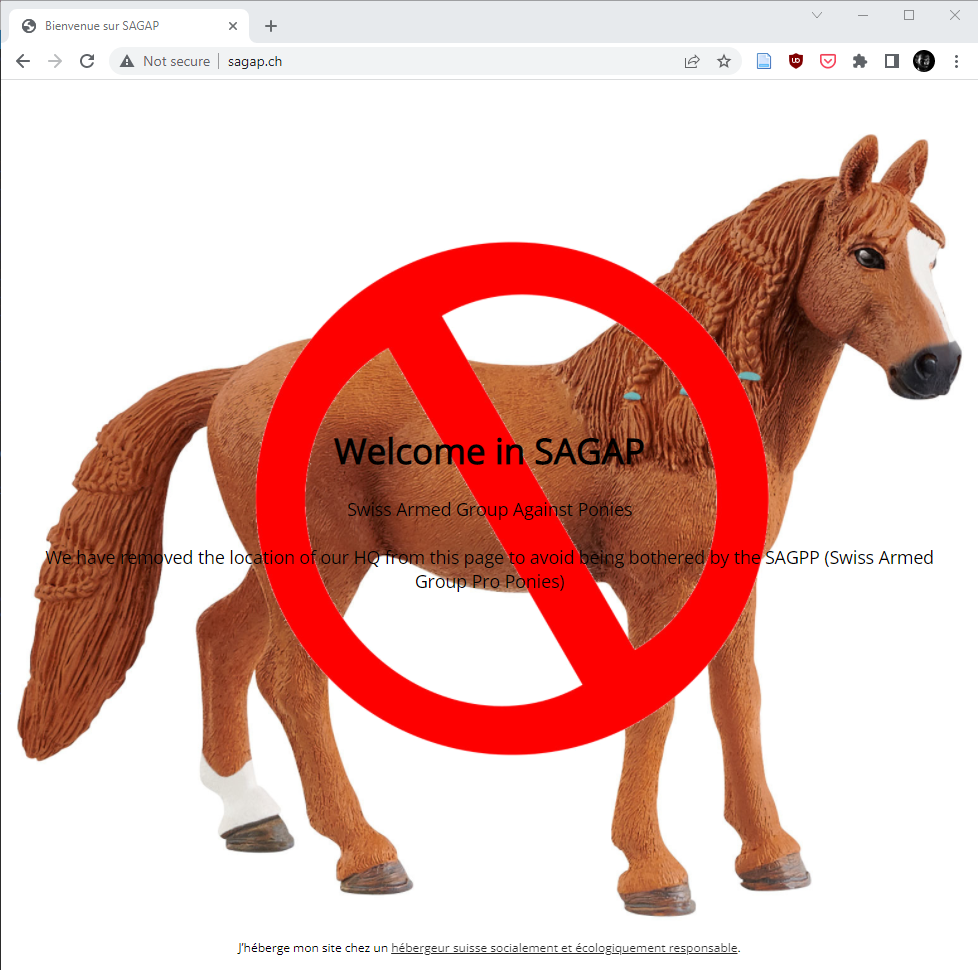 Bienvenue sur SAGAP
Not secure
sagap.ch
Welcome in SAGAP
Swiss Armed Group Against Ponies
We have removed the location of our HQ from this page to avoid being bothered by the SAGPP (Swiss Armed
Group Pro Ponies)
J'héberge mon site chez un hébergeur suisse socialement et écologiquement responsable.